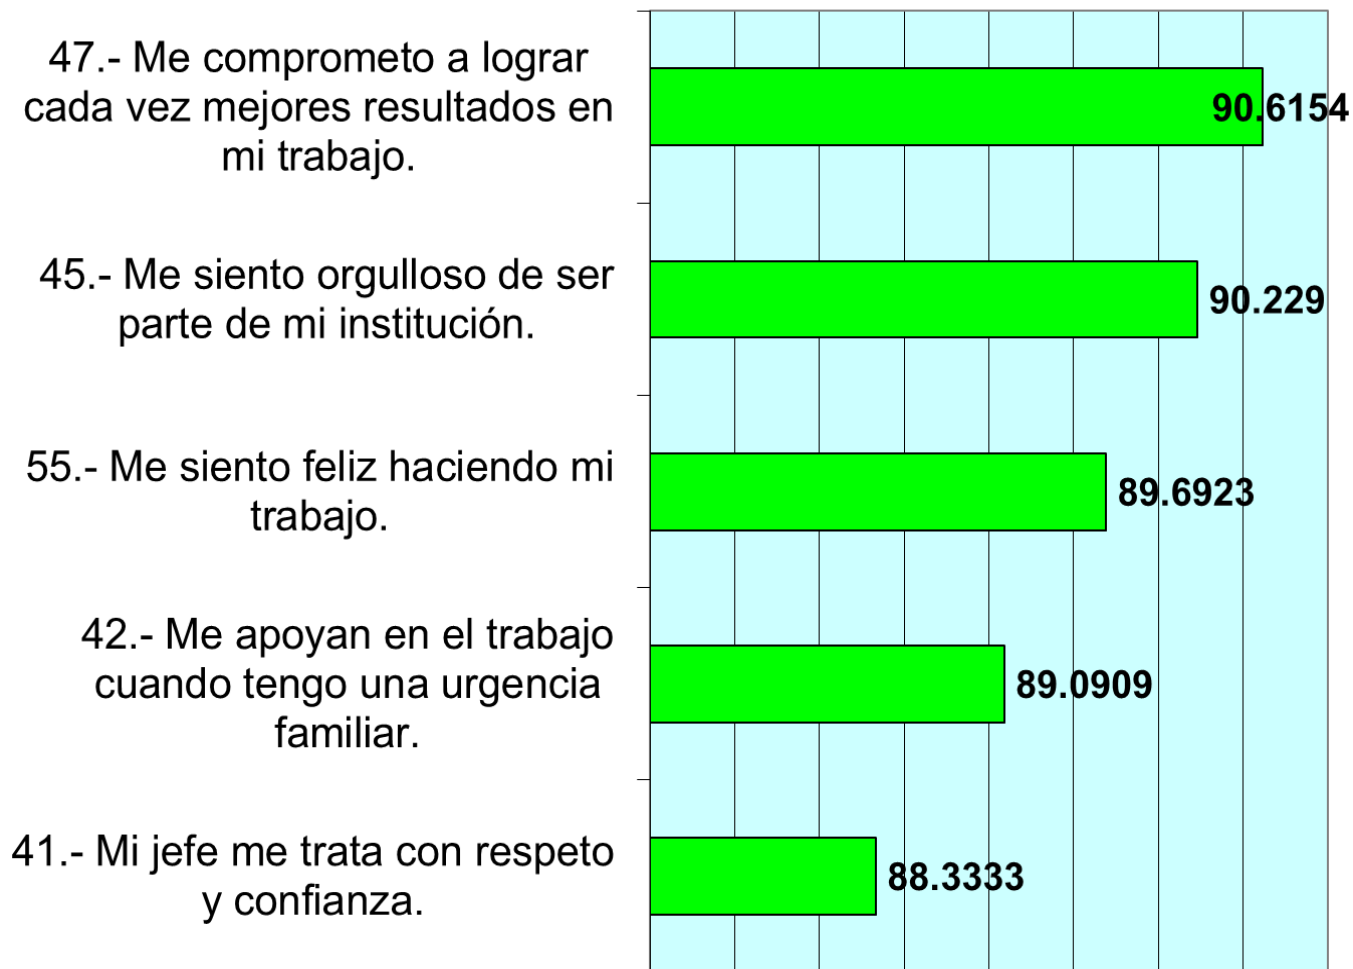 47.- Me comprometo a lograr
cada vez mejores resultados en
mi trabajo.
90.6154
45.- Me siento orgulloso de ser
parte de mi institución.
90.229
55.- Me siento feliz haciendo mi
trabajo.
89.6923
42.- Me apoyan en el trabajo
cuando tengo una urgencia
familiar.
89.0909
41.- Mi jefe me trata con respeto
y confianza.
88.3333